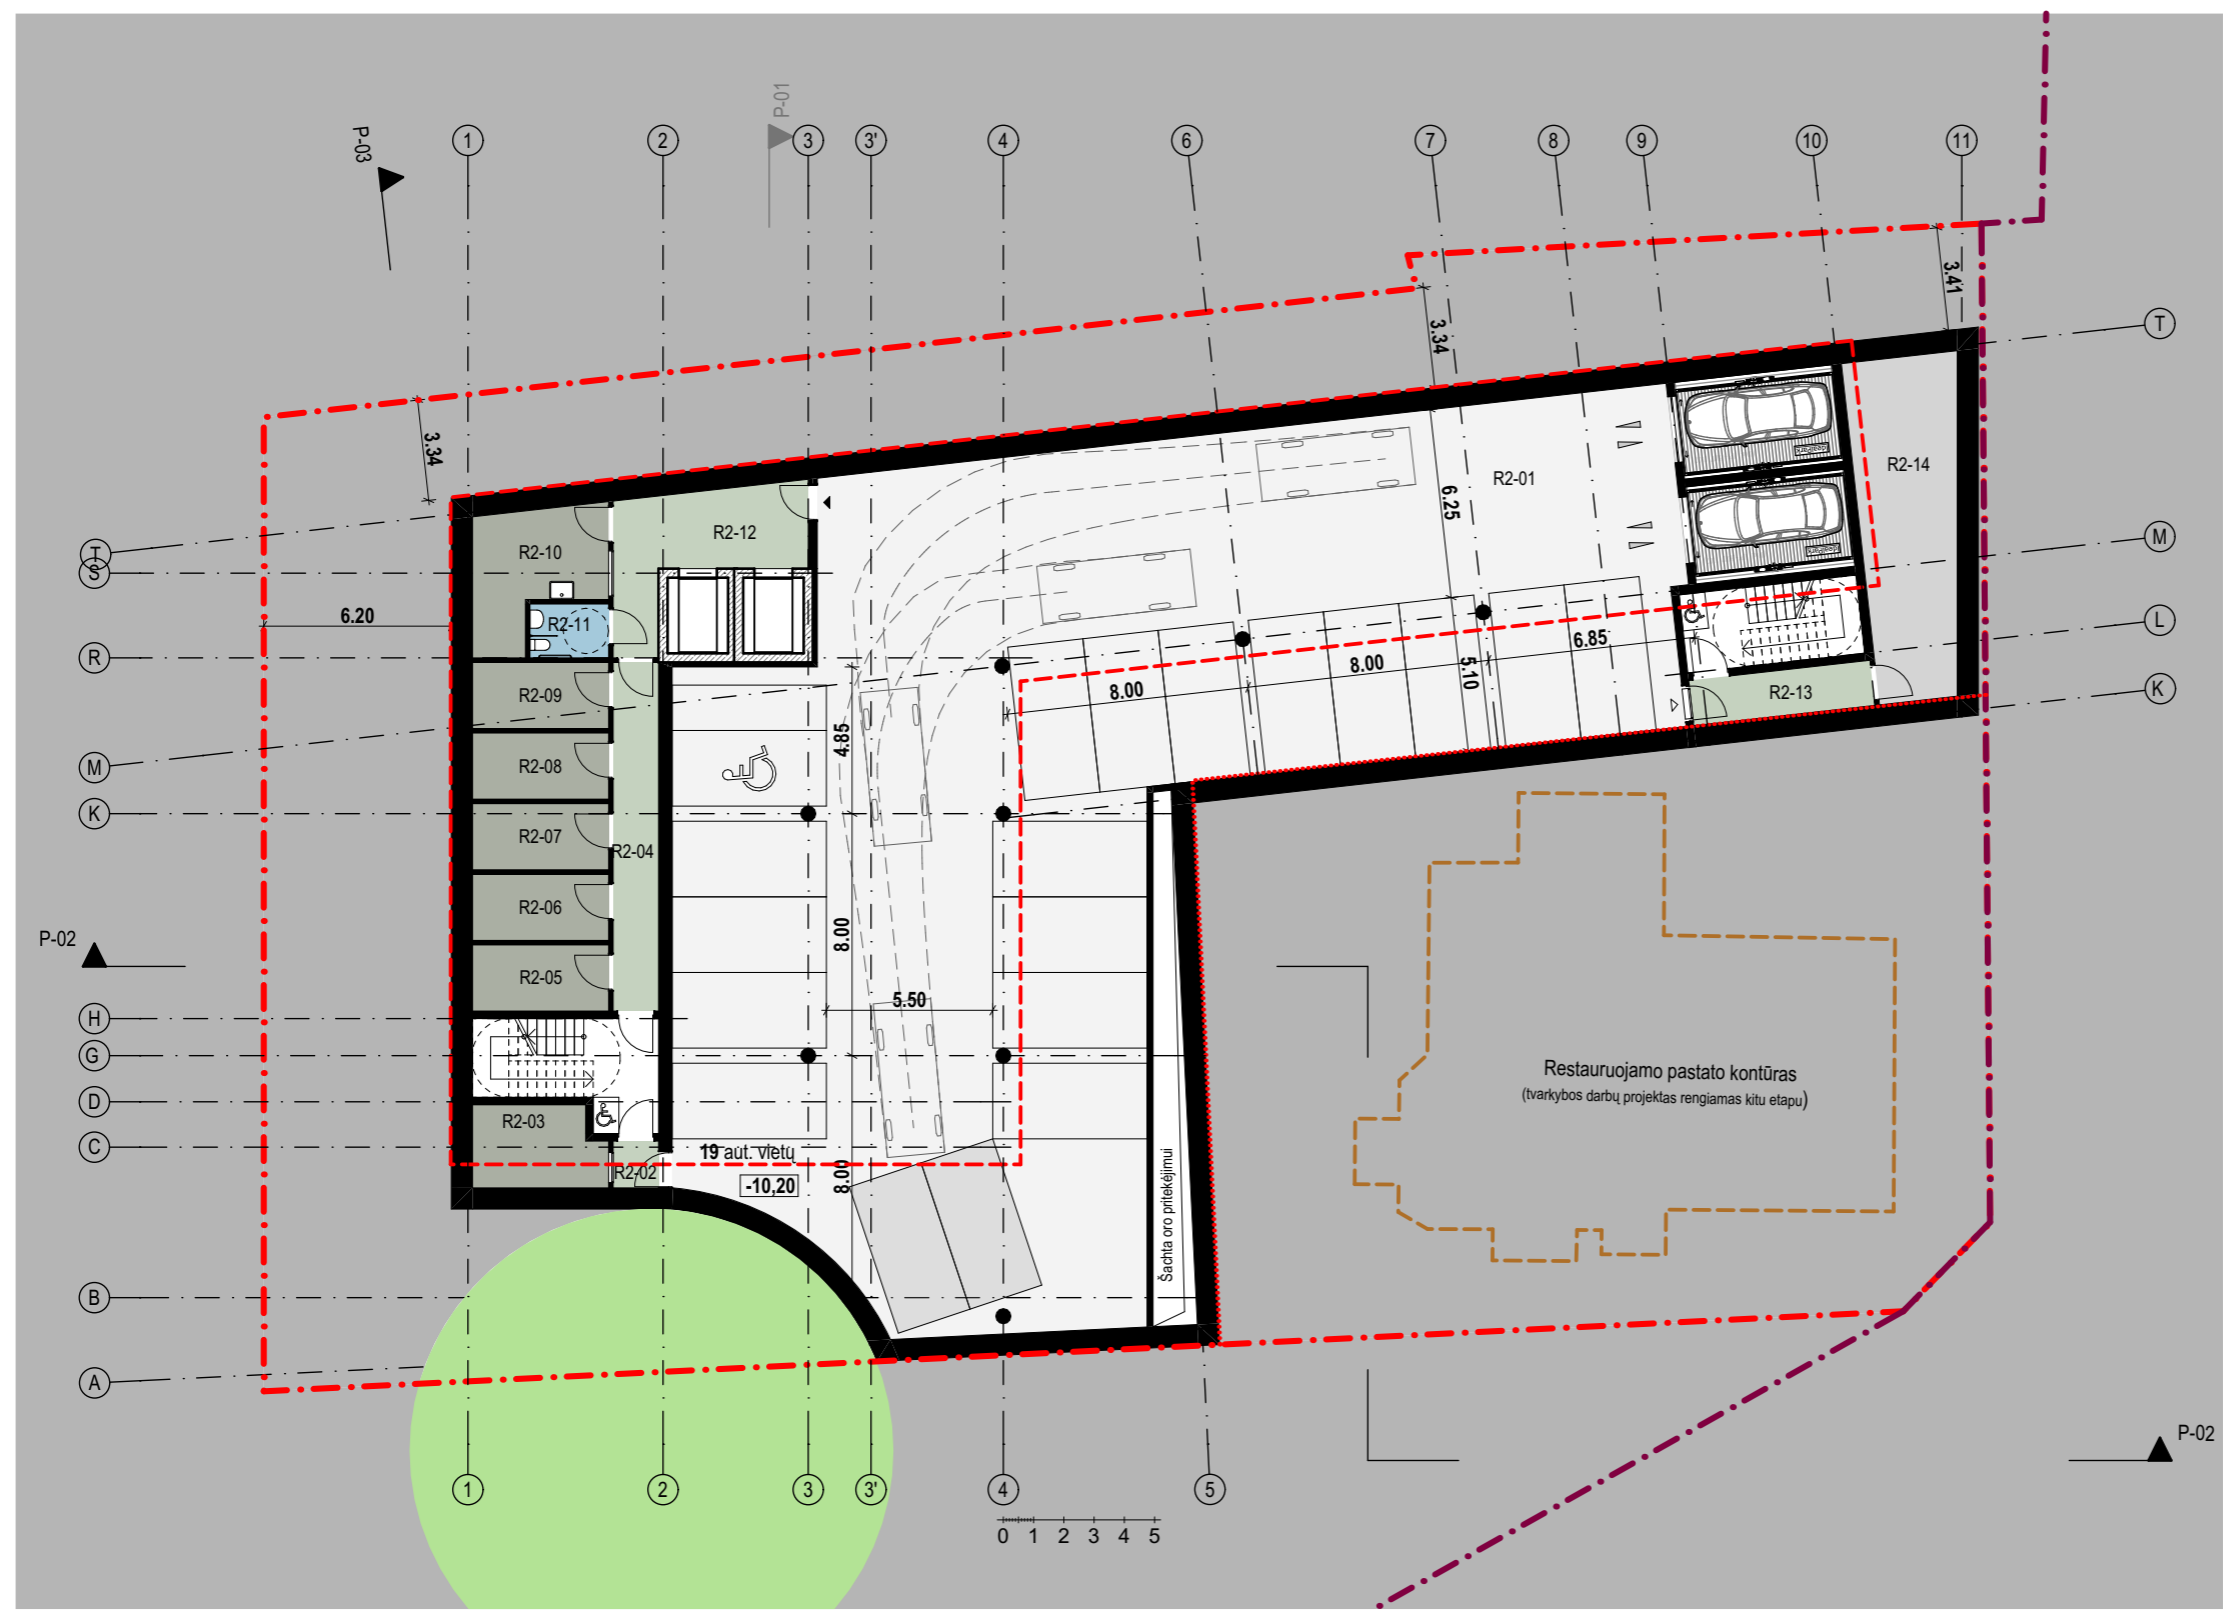 P-01
P-03
1
2
3
3'
4
6
7
8
9
10
11
3.41
T
3.34
3.34
R2-14
R2-01
6.25
R2-12
M
R2-10
T
S
6.20
R2-11
L
6.85
R
8.00
8.00
5.10
R2-13
K
R2-09
4.85
M
R2-08
K
R2-07
R2-04
R2-06
8.00
P-02
R2-05
5.50
H
G
Restauruojamo pastato kontūras
(tvarkybos darbų projektas rengiamas kitu etapu)
D
R2-03
C
19 aut. vietų
R2-02
8.00
-10,20
Šachta oro pritekėjimui
B
A
P-02
1
2
3
3'
4
5
0 1 2 3 4 5